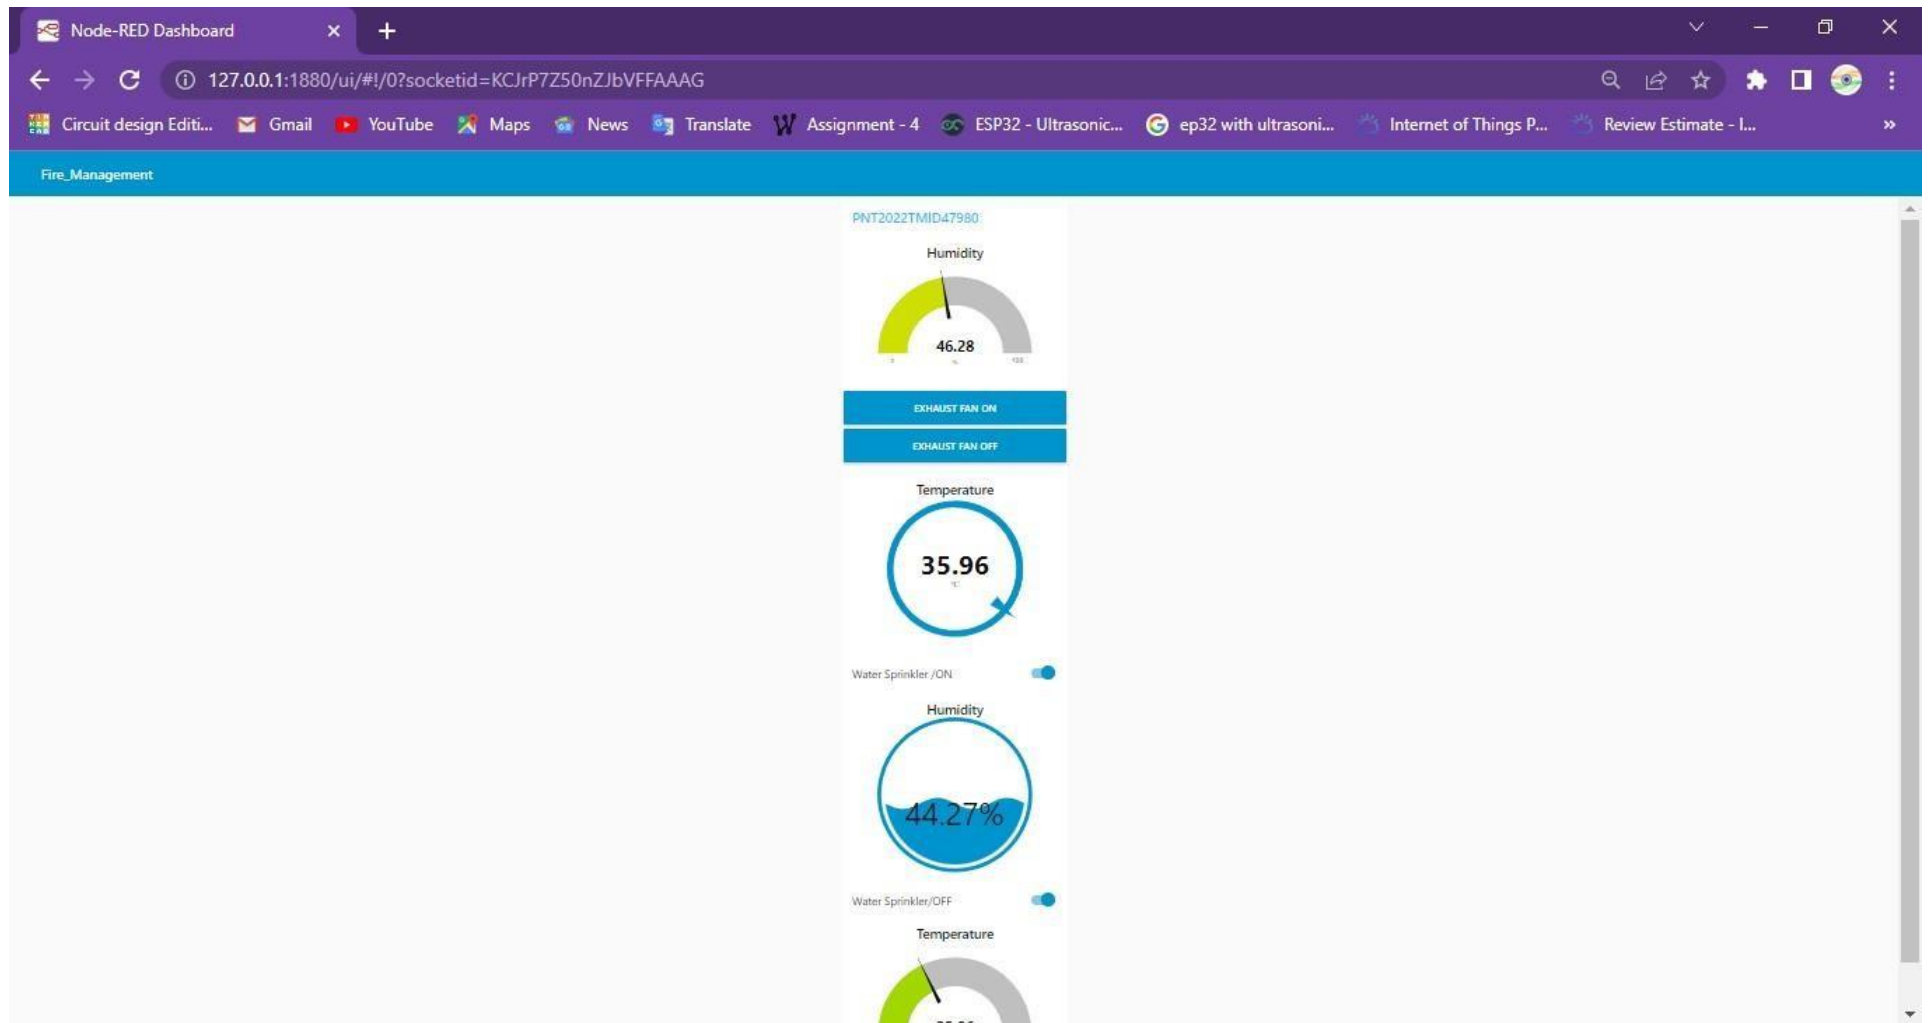 Node-RED Dashboard
127.0.0.1:1880/ui/#!/0?socketid=KCJrP7Z50nZJbVFFAAAG
Circuit design Editi... Gmail YouTube Maps News Translate Assignment - 4 ESP32 - Ultrasonic... ep32 with ultrasoni... Internet of Things P... Review Estimate - I...
Fire_Management
PNT2022TMID47980
Humidity
46.28
%
EXHAUST FAN ON
EXHAUST FAN OFF
Temperature
35.96
°C
Water Sprinkler /ON
Humidity
44.27%
Water Sprinkler/OFF
Temperature